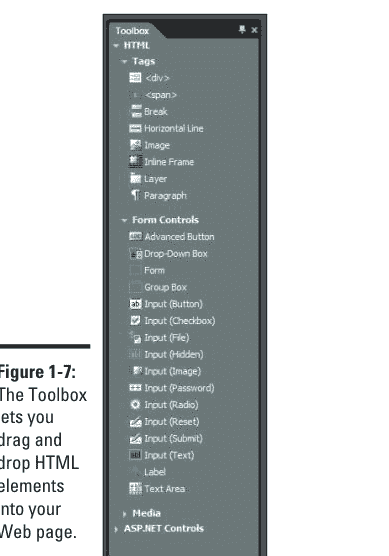 Toolbox
HTML
Tags
<div>
<span>
Break
Horizontal Line
Image
Inline Frame
Layer
Paragraph
Form Controls
Advanced Button
Drop-Down Box
Form
Group Box
Input (Button)
Input (Checkbox)
Input (File)
Input (Hidden)
Input (Image)
Input (Password)
Input (Radio)
Input (Reset)
Input (Submit)
Input (Text)
Label
Text Area
Media
ASP.NET Controls
Figure 1-7:
The Toolbox
lets you
drag and
drop HTML
elements
into your
Web page.